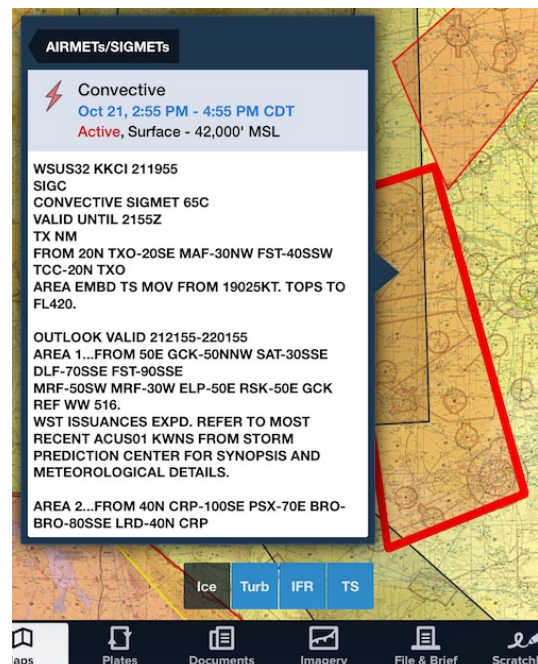 AIRMETs/SIGMETs
Convective
Oct 21, 2:55 PM - 4:55 PM CDT
Active, Surface - 42,000' MSL
WSUS32 KKCI 211955
SIGC
CONVECTIVE SIGMET 65C
VALID UNTIL 2155Z
TX NM
FROM 20N TXO-20SE MAF-30NW FST-40SSW
TCC-20N TXO
AREA EMBD TS MOV FROM 19025KT. TOPS TO
FL420.
OUTLOOK VALID 212155-220155
AREA 1...FROM 50E GCK-50NNW SAT-30SSE
DLF-70SSE FST-90SSE
MRF-50SW MRF-30W ELP-50E RSK-50E GCK
REF WW 516.
WST ISSUANCES EXPD. REFER TO MOST
RECENT ACUS01 KWNS FROM STORM
PREDICTION CENTER FOR SYNOPSIS AND
METEOROLOGICAL DETAILS.
AREA 2...FROM 40N CRP-100SE PSX-70E BRO-
BRO-80SSE LRD-40N CRP
Ice Turb IFR TS
aps Plates Documents Imagery File & Brief Scratch